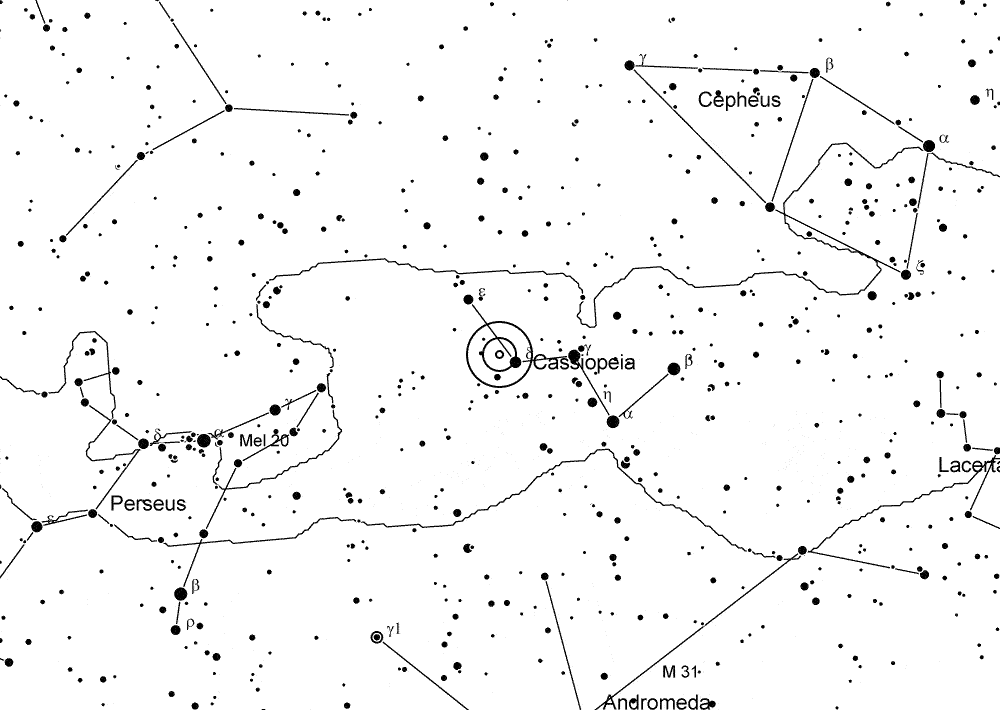 γ
β
Cepheus
η
α
ζ
ε
δ
Cassiopeia
γ
β
η
α
γ
δ
α
Mel 20
Lacerta
Perseus
ε
β
ρ
γ1
M 31
Andromeda